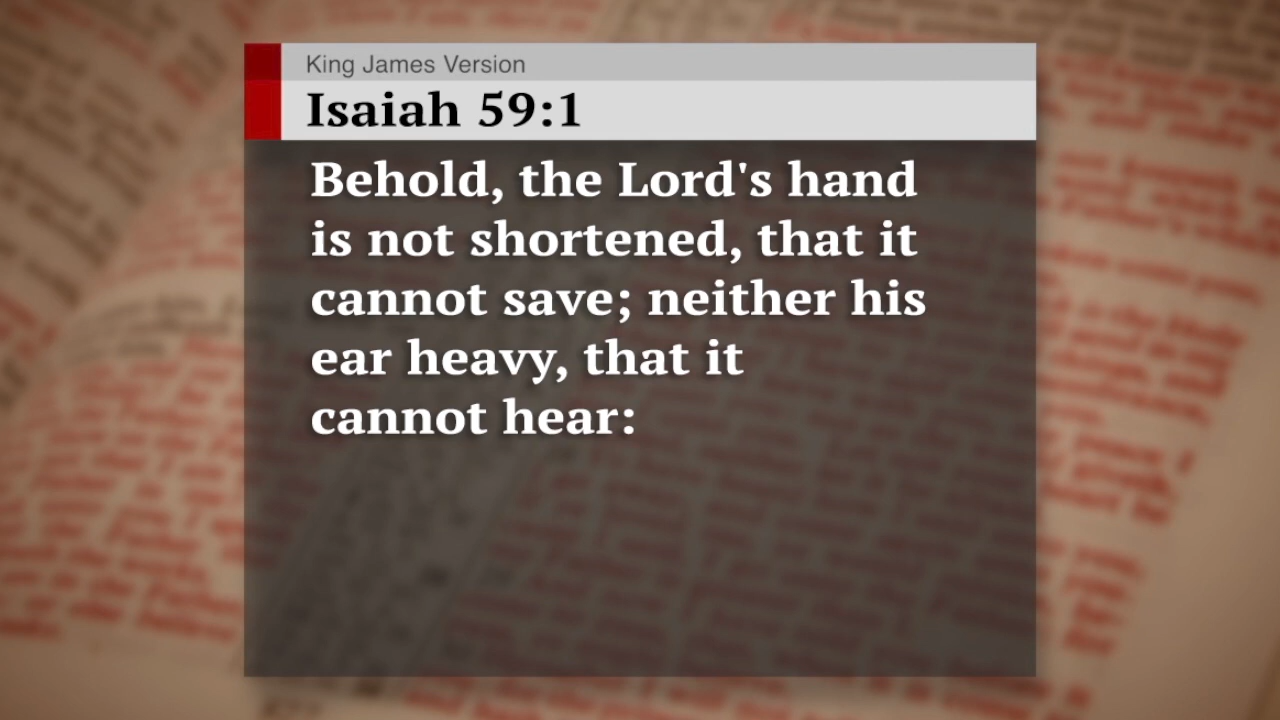 King James Version
Isaiah 59:1
Behold, the Lord's hand
is not shortened, that it
cannot save; neither his
ear heavy, that it
cannot hear: